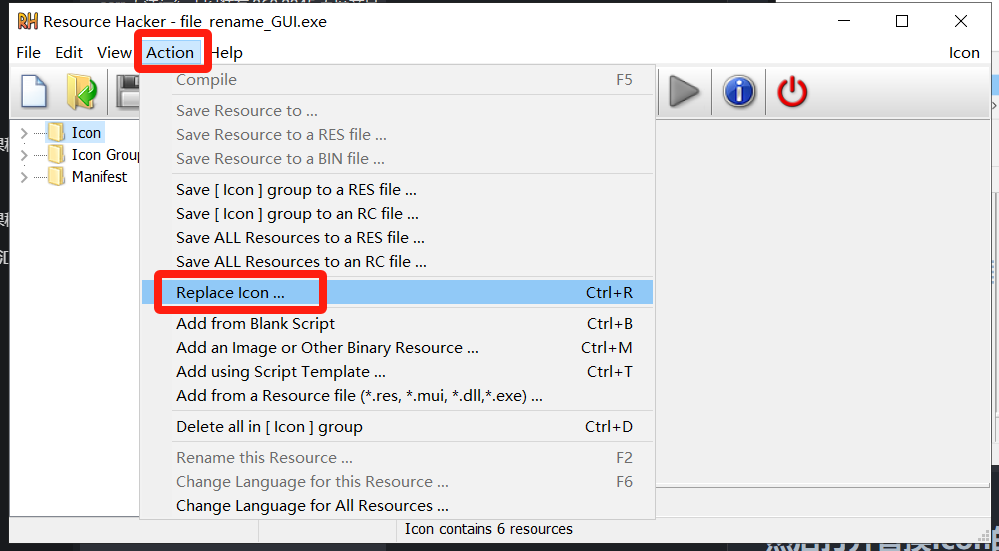 Resource Hacker - file_rename_GUI.exe
File Edit View Action Help Icon
Compile F5
Save Resource to ...
Save Resource to a RES file ...
Save Resource to a BIN file ...
Icon
Icon Grou
Manifest
Save [ Icon ] group to a RES file ...
Save [ Icon ] group to an RC file ...
Save ALL Resources to a RES file ...
Save ALL Resources to an RC file ...
Replace Icon ... Ctrl+R
Add from Blank Script Ctrl+B
Add an Image or Other Binary Resource ... Ctrl+M
Add using Script Template ... Ctrl+T
Add from a Resource file (*.res, *.mui, *.dll,*.exe) ...
Delete all in [ Icon ] group Ctrl+D
Rename this Resource ... F2
Change Language for this Resource ... F6
Change Language for All Resources ...
Icon contains 6 resources